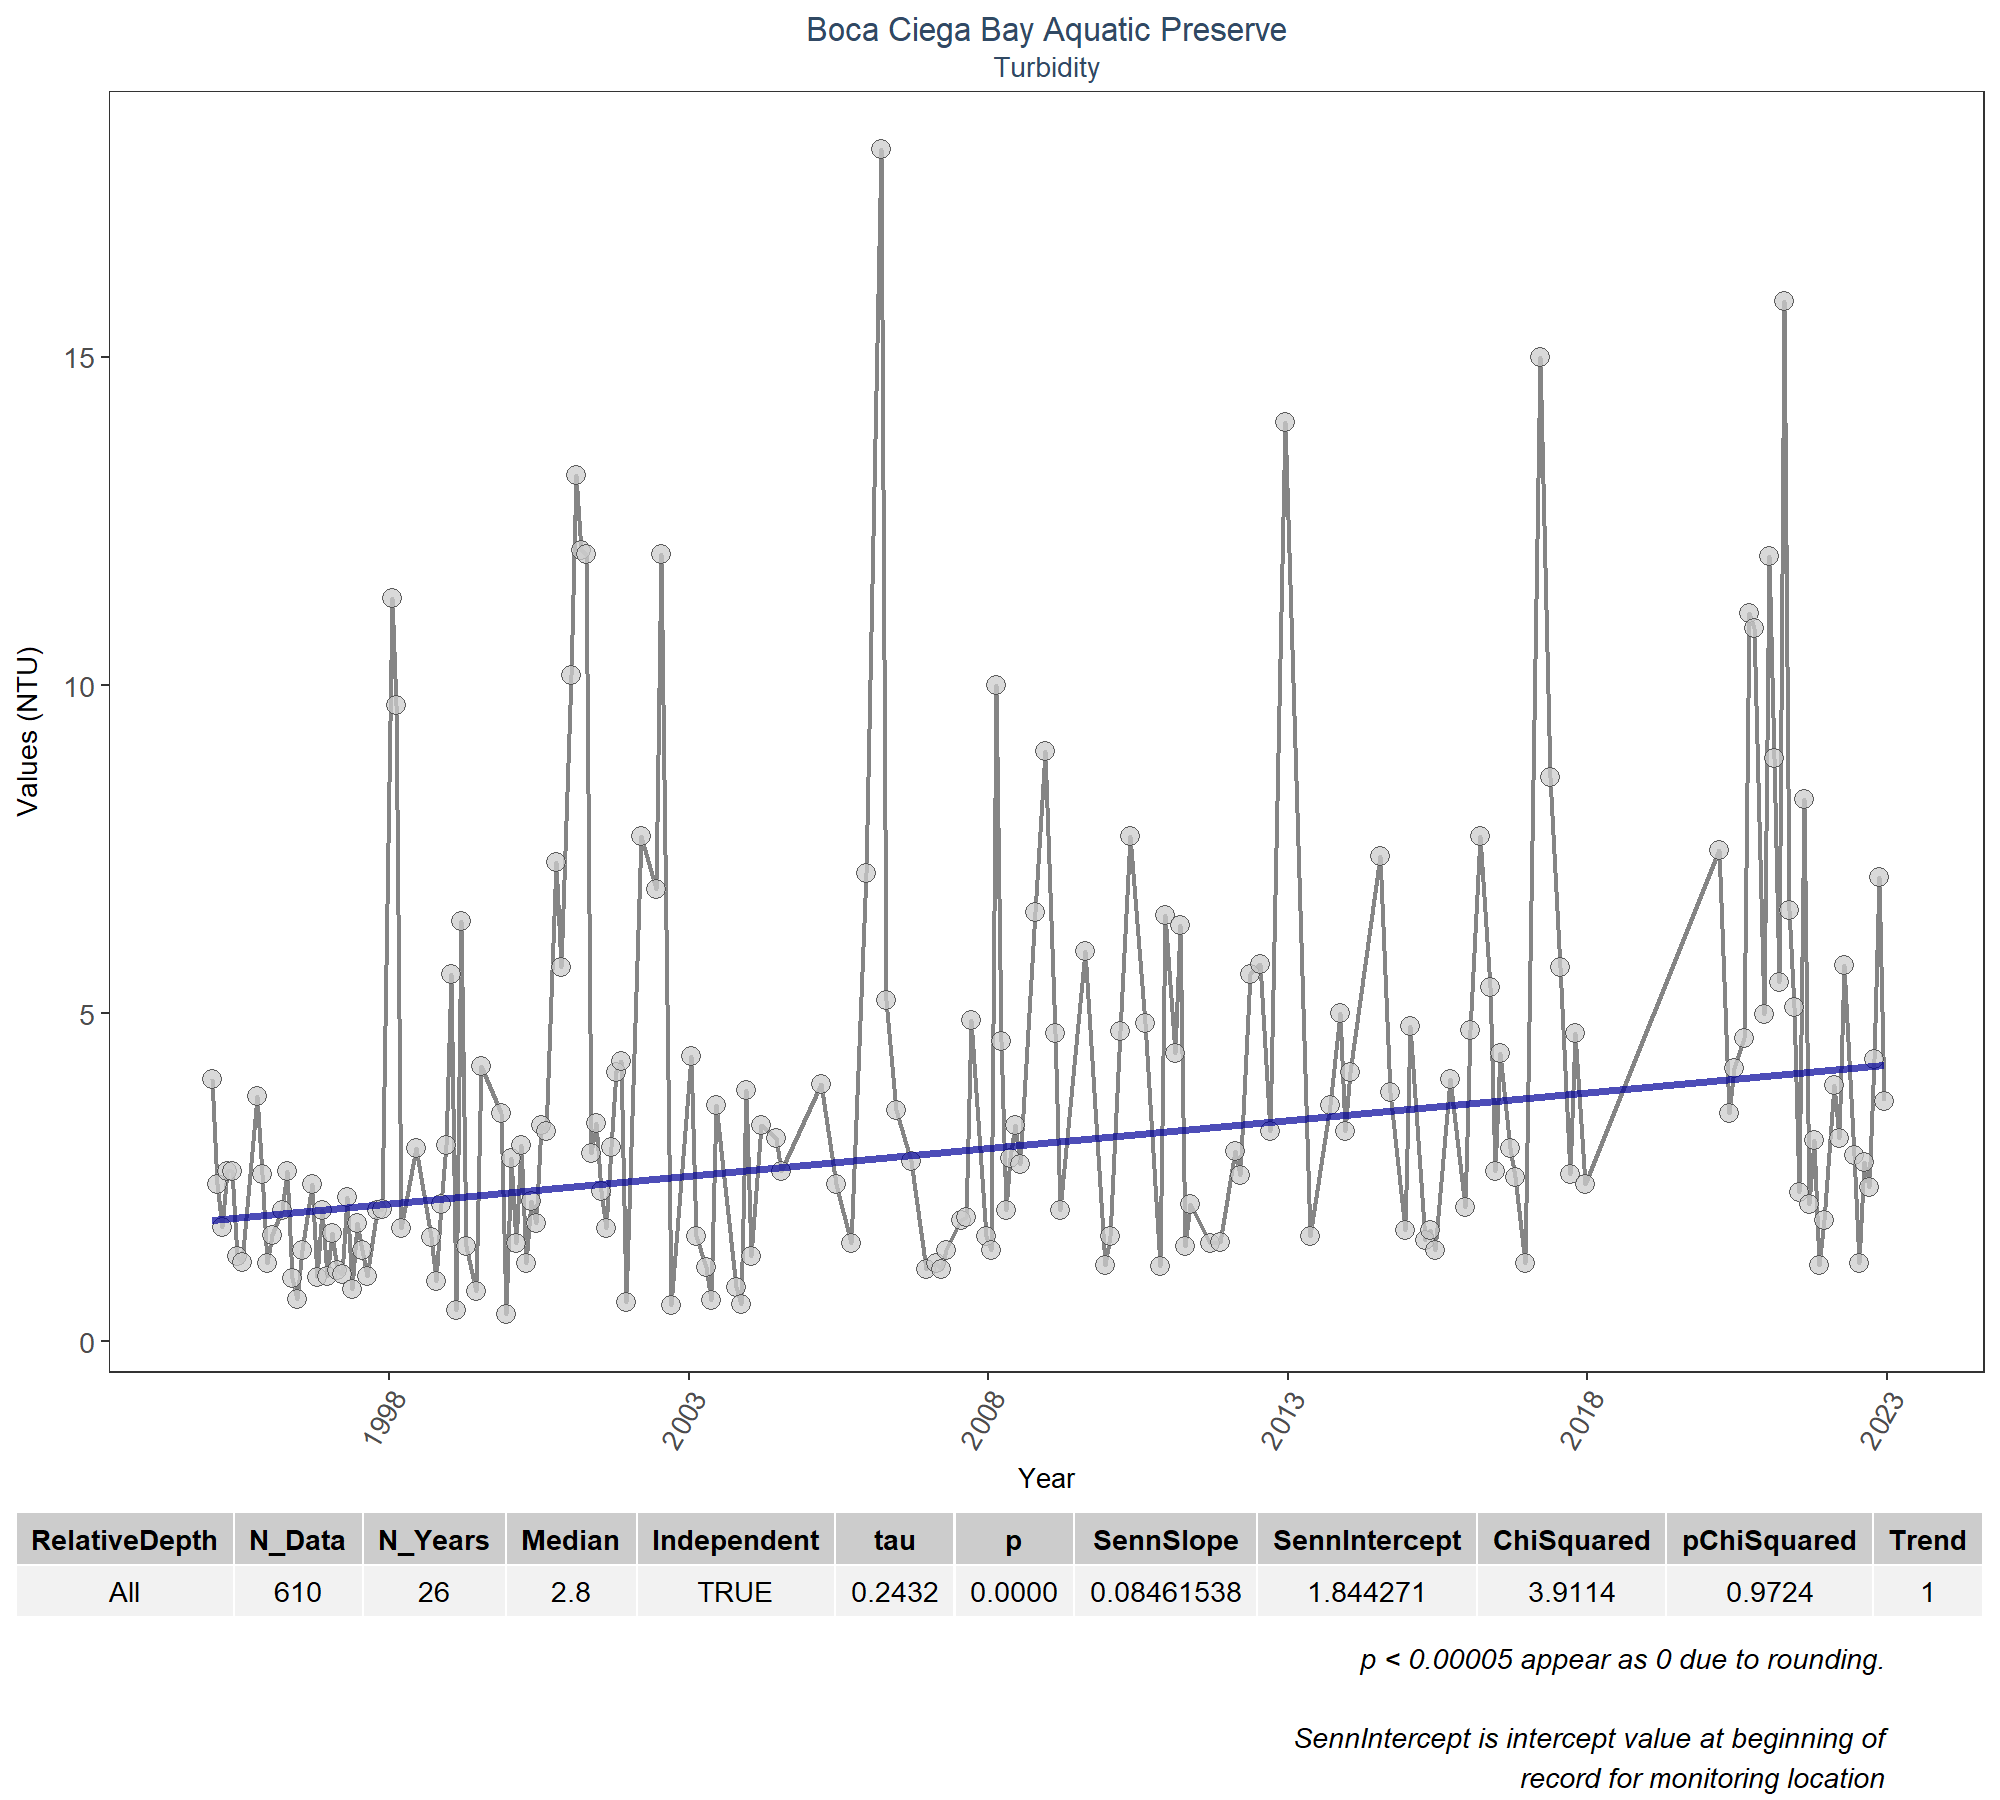 Boca Ciega Bay Aquatic Preserve
Turbidity
Values (NTU)
15
10
5
0
1998 2003 2008 2013 2018 2023
Year
RelativeDepth N_Data N_Years Median Independent tau p SennSlope SennIntercept ChiSquared pChiSquared Trend
All 610 26 2.8 TRUE 0.2432 0.0000 0.08461538 1.844271 3.9114 0.9724 1
p < 0.00005 appear as 0 due to rounding.
SennIntercept is intercept value at beginning of
record for monitoring location